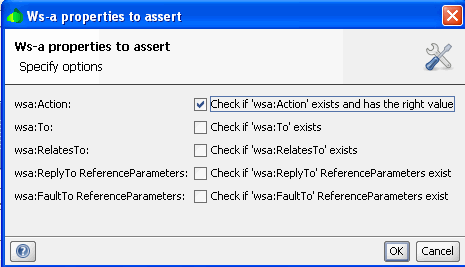 Ws-a properties to assert
Ws-a properties to assert
Specify options
wsa:Action: Check if 'wsa:Action' exists and has the right value
wsa:To: Check if 'wsa:To' exists
wsa:RelatesTo: Check if 'wsa:RelatesTo' exists
wsa:ReplyTo ReferenceParameters: Check if 'wsa:ReplyTo' ReferenceParameters exist
wsa:FaultTo ReferenceParameters: Check if 'wsa:FaultTo' ReferenceParameters exist
? OK Cancel